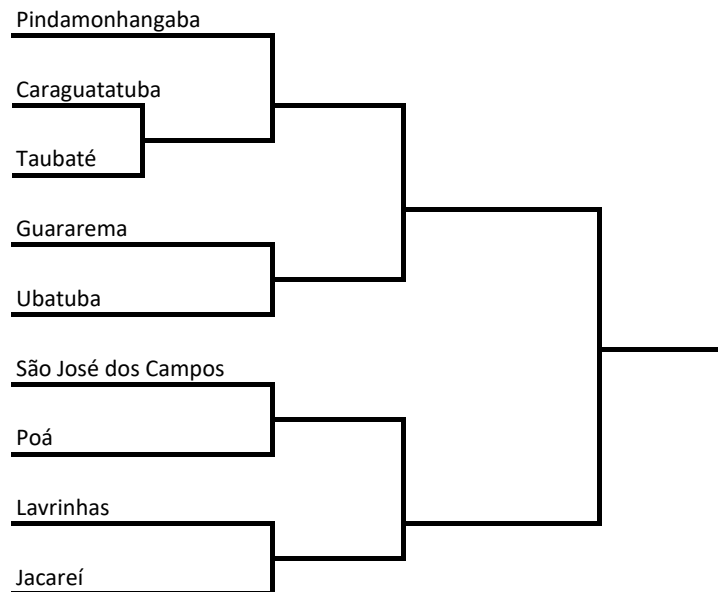 Pindamonhangaba
Caraguatatuba
Taubaté
Guararema
Ubatuba
São José dos Campos
Poá
Lavrinhas
Jacareí